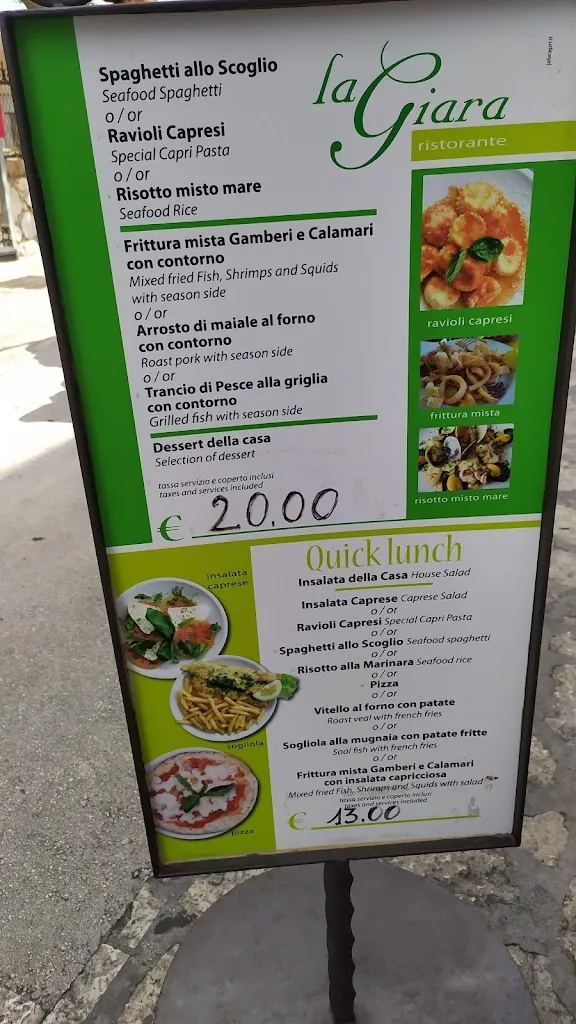 jabcapri.it
la Giara
ristorante
Spaghetti allo Scoglio
Seafood Spaghetti
o / or
Ravioli Capresi
Special Capri Pasta
o / or
Risotto misto mare
Seafood Rice
Frittura mista Gamberi e Calamari
con contorno
Mixed fried Fish, Shrimps and Squids
with season side
o / or
Arrosto di maiale al forno
con contorno
Roast pork with season side
o / or
Trancio di Pesce alla griglia
con contorno
Grilled fish with season side
Dessert della casa
Selection of dessert
tassa servizio e coperto inclusi
taxes and services included
€ 20.00
ravioli capresi
frittura mista
risotto misto mare
Quick lunch
Insalata della Casa House Salad
Insalata Caprese Caprese Salad
o / or
Ravioli Capresi Special Capri Pasta
o / or
Spaghetti allo Scoglio Seafood spaghetti
o / or
Risotto alla Marinara Seafood rice
o / or
Pizza
o / or
Vitello al forno con patate
Roast veal with french fries
o / or
Sogliola alla mugnaia con patate fritte
Soal fish with french fries
o / or
Frittura mista Gamberi e Calamari
con insalata capricciosa
Mixed fried Fish, Shrimps and Squids with salad
tassa servizio e coperto inclusi
taxes and services included
€ 13.00
insalata
caprese
sogliola
pizza